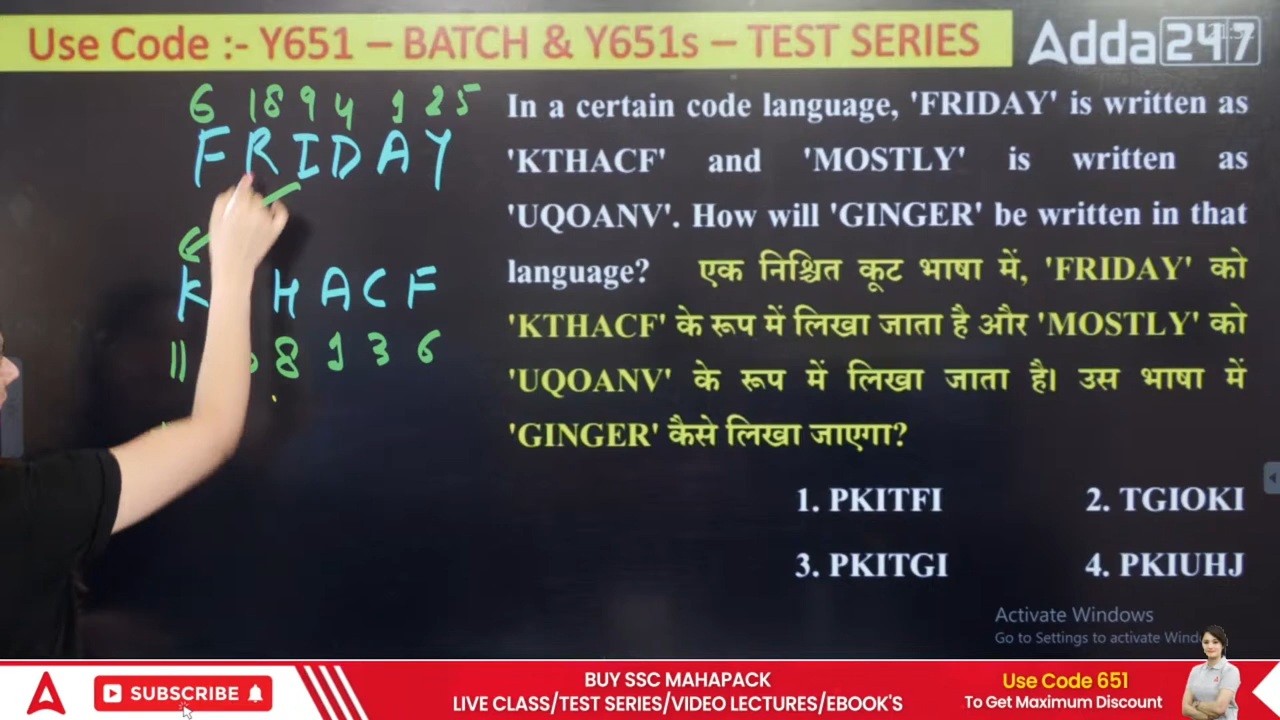 Use Code :- Y651 – BATCH & Y651s – TEST SERIES
Adda247
6 18 9 4 1 25
FRIDAY
K HACF
11 8 1 3 6
In a certain code language, 'FRIDAY' is written as
'KTHACF' and 'MOSTLY' is written as
'UQOANV'. How will 'GINGER' be written in that
language? एक निश्चित कूट भाषा में, 'FRIDAY' को
'KTHACF' के रूप में लिखा जाता है और 'MOSTLY' को
'UQOANV' के रूप में लिखा जाता है। उस भाषा में
'GINGER' कैसे लिखा जाएगा?
1. PKITFI 2. TGIOKI
3. PKITGI 4. PKIUHJ
Activate Windows
Go to Settings to activate
SUBSCRIBE
BUY SSC MAHAPACK
LIVE CLASS/TEST SERIES/VIDEO LECTURES/EBOOK'S
Use Code 651
To Get Maximum Discount